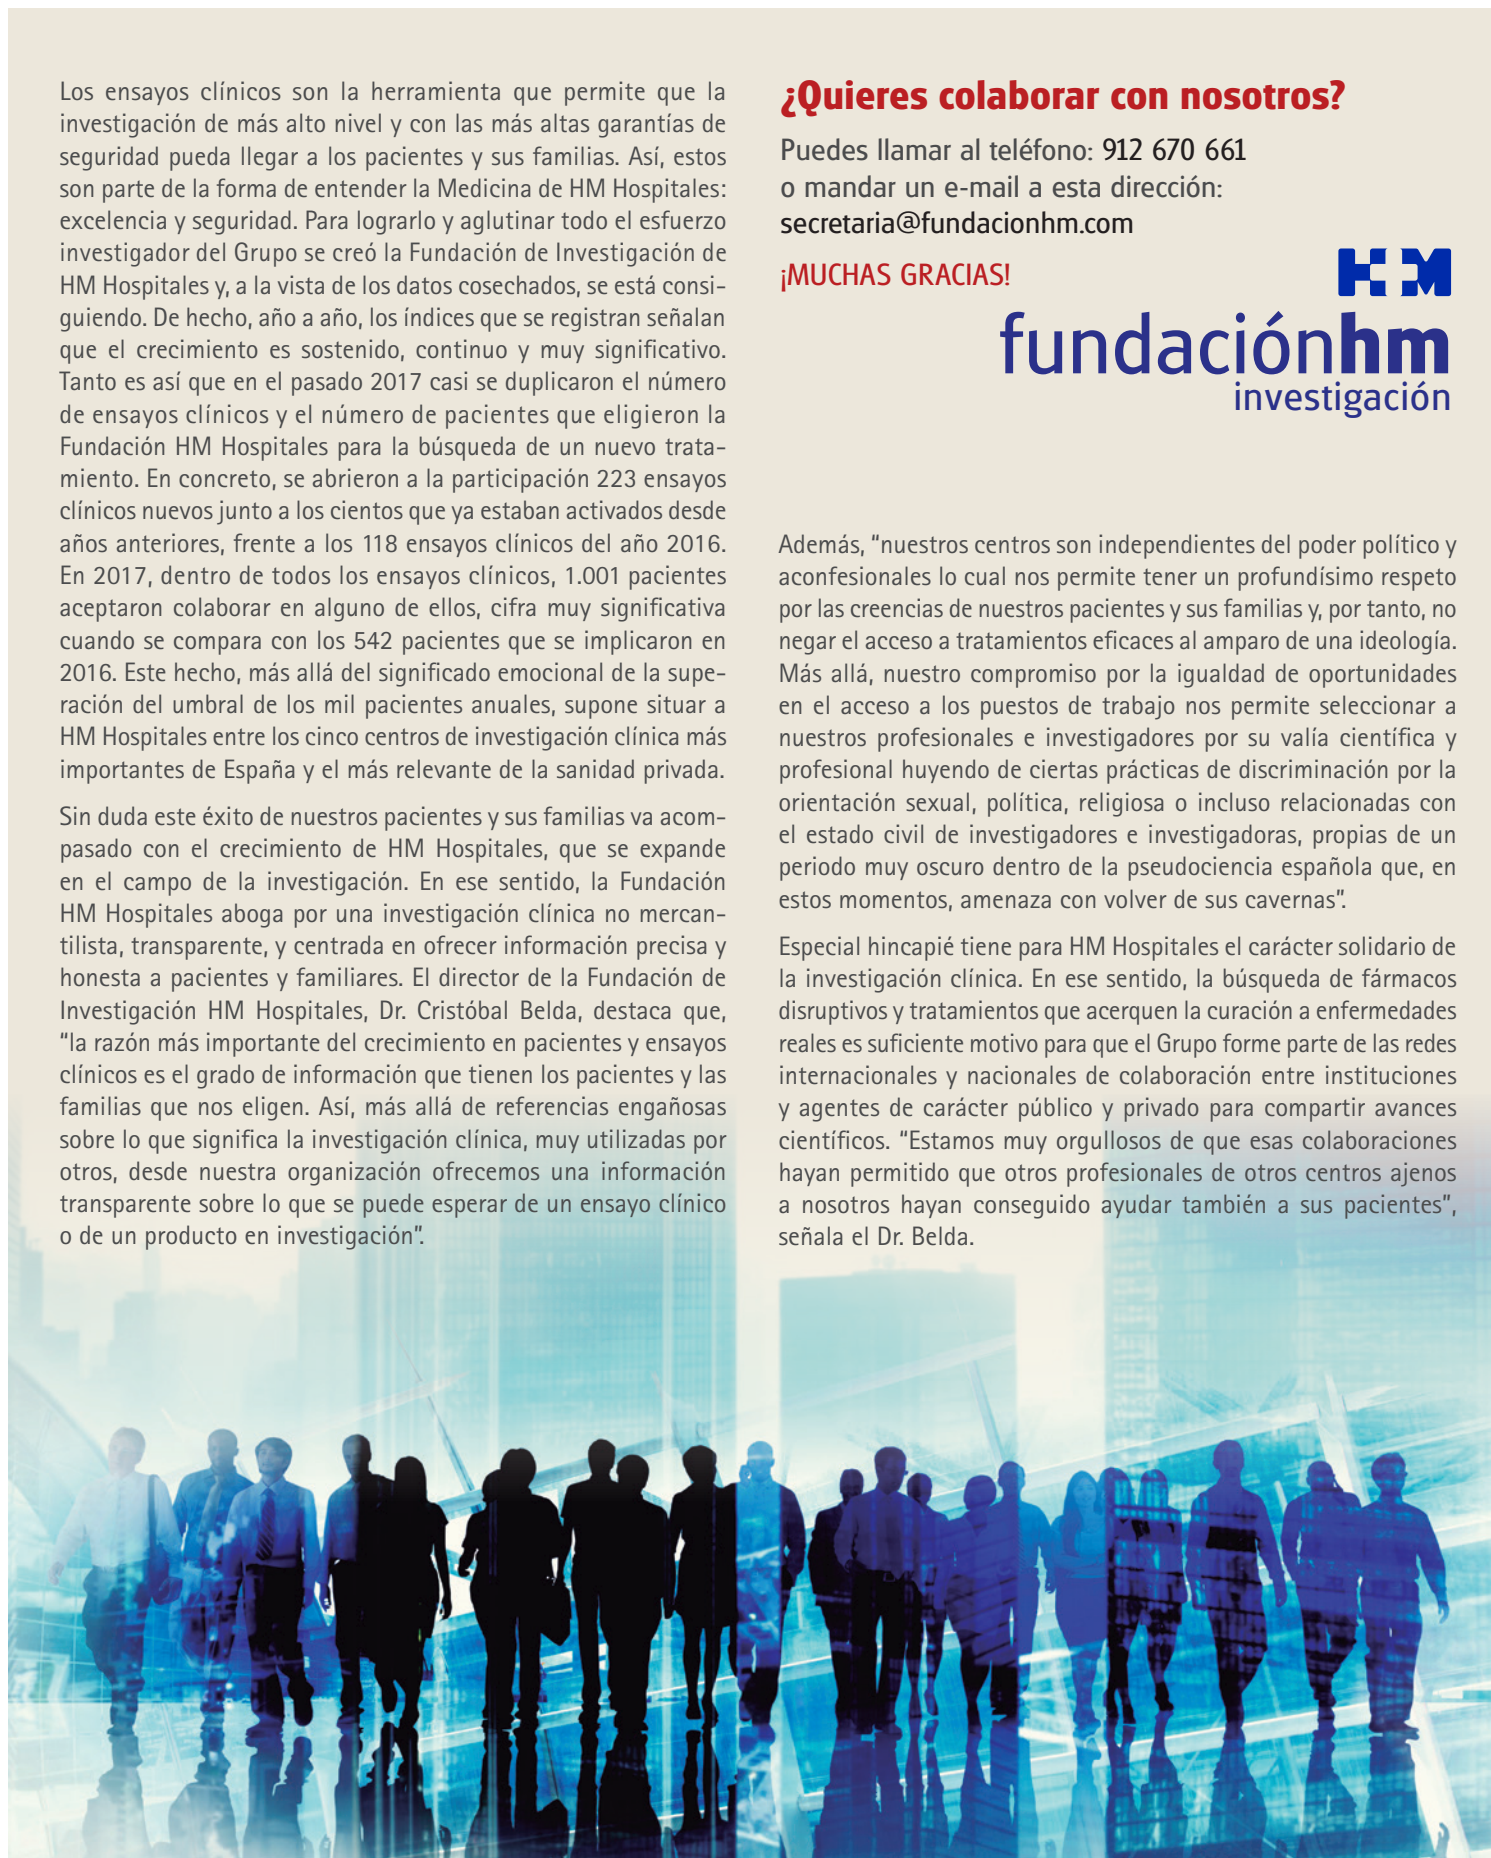 Los ensayos clínicos son la herramienta que permite que la
investigación de más alto nivel y con las más altas garantías de
seguridad pueda llegar a los pacientes y sus familias. Así, estos
son parte de la forma de entender la Medicina de HM Hospitales:
excelencia y seguridad. Para lograrlo y aglutinar todo el esfuerzo
investigador del Grupo se creó la Fundación de Investigación de
HM Hospitales y, a la vista de los datos cosechados, se está consi-
guiendo. De hecho, año a año, los índices que se registran señalan
que el crecimiento es sostenido, continuo y muy significativo.
Tanto es así que en el pasado 2017 casi se duplicaron el número
de ensayos clínicos y el número de pacientes que eligieron la
Fundación HM Hospitales para la búsqueda de un nuevo trata-
miento. En concreto, se abrieron a la participación 223 ensayos
clínicos nuevos junto a los cientos que ya estaban activados desde
años anteriores, frente a los 118 ensayos clínicos del año 2016.
En 2017, dentro de todos los ensayos clínicos, 1.001 pacientes
aceptaron colaborar en alguno de ellos, cifra muy significativa
cuando se compara con los 542 pacientes que se implicaron en
2016. Este hecho, más allá del significado emocional de la supe-
ración del umbral de los mil pacientes anuales, supone situar a
HM Hospitales entre los cinco centros de investigación clínica más
importantes de España y el más relevante de la sanidad privada.
Sin duda este éxito de nuestros pacientes y sus familias va acom-
pasado con el crecimiento de HM Hospitales, que se expande
en el campo de la investigación. En ese sentido, la Fundación
HM Hospitales aboga por una investigación clínica no mercan-
tilista, transparente, y centrada en ofrecer información precisa y
honesta a pacientes y familiares. El director de la Fundación de
Investigación HM Hospitales, Dr. Cristóbal Belda, destaca que,
“la razón más importante del crecimiento en pacientes y ensayos
clínicos es el grado de información que tienen los pacientes y las
familias que nos eligen. Así, más allá de referencias engañosas
sobre lo que significa la investigación clínica, muy utilizadas por
otros, desde nuestra organización ofrecemos una información
transparente sobre lo que se puede esperar de un ensayo clínico
o de un producto en investigación”.
¿Quieres colaborar con nosotros?
Puedes llamar al teléfono: 912 670 661
o mandar un e-mail a esta dirección:
secretaria@fundacionhm.com
¡MUCHAS GRACIAS!
HM
fundaciónhm
investigación
Además, “nuestros centros son independientes del poder político y
aconfesionales lo cual nos permite tener un profundísimo respeto
por las creencias de nuestros pacientes y sus familias y, por tanto, no
negar el acceso a tratamientos eficaces al amparo de una ideología.
Más allá, nuestro compromiso por la igualdad de oportunidades
en el acceso a los puestos de trabajo nos permite seleccionar a
nuestros profesionales e investigadores por su valía científica y
profesional huyendo de ciertas prácticas de discriminación por la
orientación sexual, política, religiosa o incluso relacionadas con
el estado civil de investigadores e investigadoras, propias de un
periodo muy oscuro dentro de la pseudociencia española que, en
estos momentos, amenaza con volver de sus cavernas”.
Especial hincapié tiene para HM Hospitales el carácter solidario de
la investigación clínica. En ese sentido, la búsqueda de fármacos
disruptivos y tratamientos que acerquen la curación a enfermedades
reales es suficiente motivo para que el Grupo forme parte de las redes
internacionales y nacionales de colaboración entre instituciones
y agentes de carácter público y privado para compartir avances
científicos. “Estamos muy orgullosos de que esas colaboraciones
hayan permitido que otros profesionales de otros centros ajenos
a nosotros hayan conseguido ayudar también a sus pacientes”,
señala el Dr. Belda.